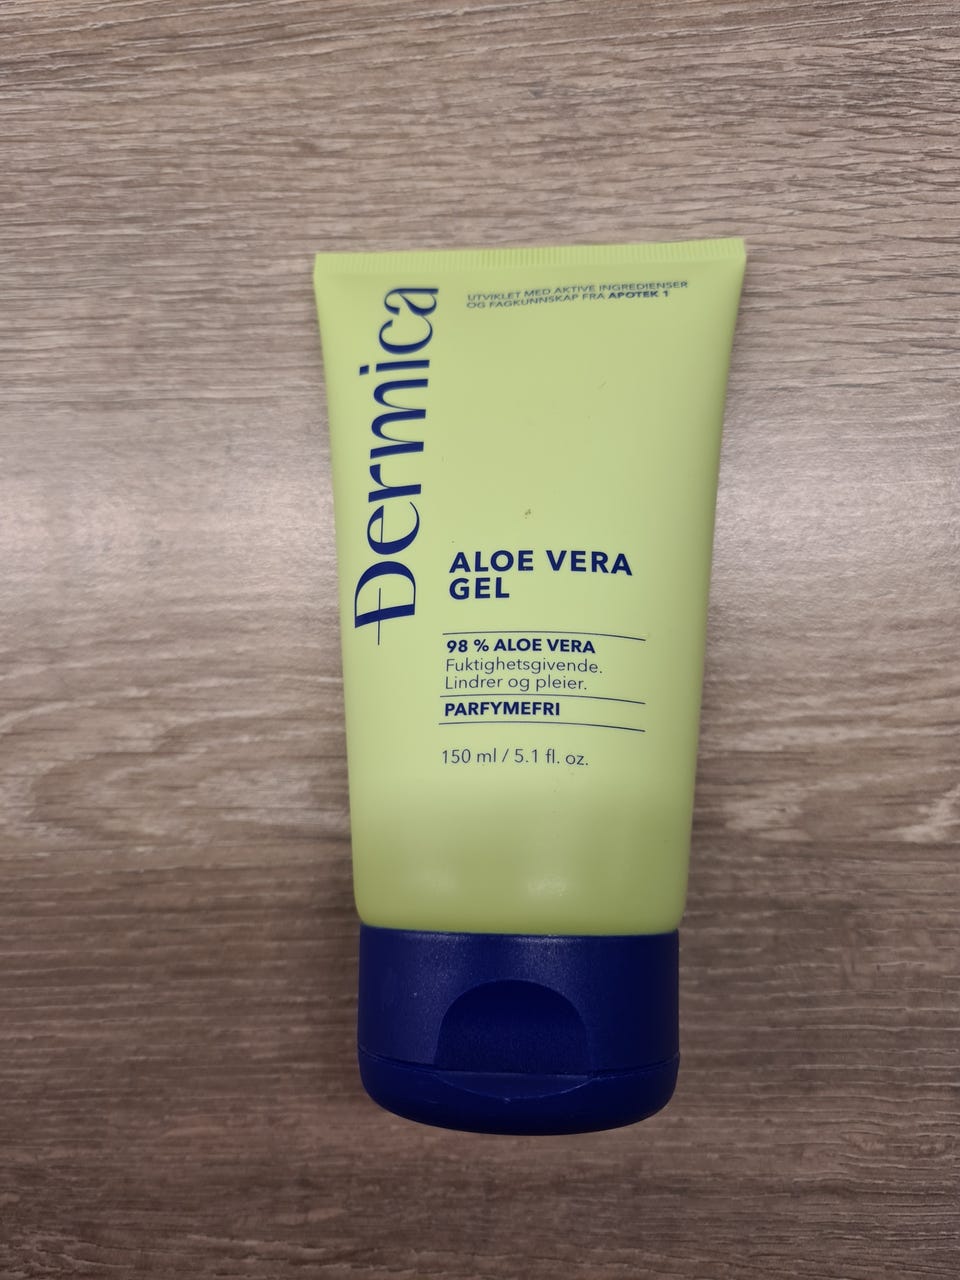 Dermica
UTVIKLET MED AKTIVE INGREDIENSER
OG FAGKUNNSKAP FRA APOTEK 1
ALOE VERA
GEL
98 % ALOE VERA
Fuktighetsgivende.
Lindrer og pleier.
PARFYMEFRI
150 ml / 5.1 fl. oz.